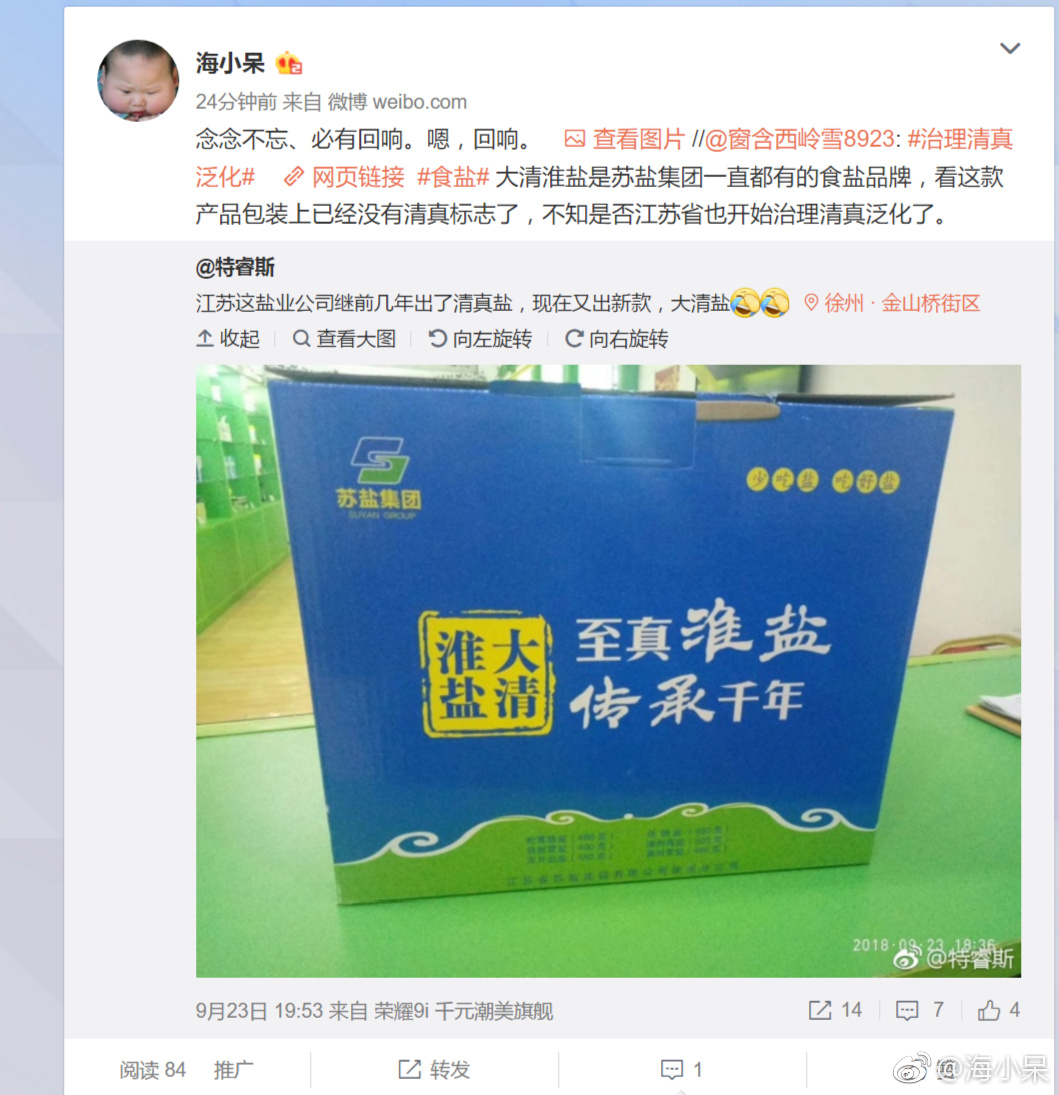 海小呆
24分钟前 来自 微博 weibo.com
念念不忘、必有回响。嗯，回响。 查看图片 //@窗含西岭雪8923: #治理清真
泛化# 网页链接 #食盐# 大清淮盐是苏盐集团一直都有的食盐品牌，看这款
产品包装上已经没有清真标志了，不知是否江苏省也开始治理清真泛化了。
@特睿斯
江苏这盐业公司继前几年出了清真盐，现在又出新款，大清盐 徐州·金山桥街区
收起 查看大图 向左旋转 向右旋转
苏盐集团
SUYAN GROUP
少吃盐 吃好盐
大清
淮盐
至真淮盐
传承千年
2018-09-23 18:36
@特睿斯
9月23日 19:53 来自 荣耀9i 千元潮美旗舰
14 7 4
阅读 84 推广 转发 1
@海小呆